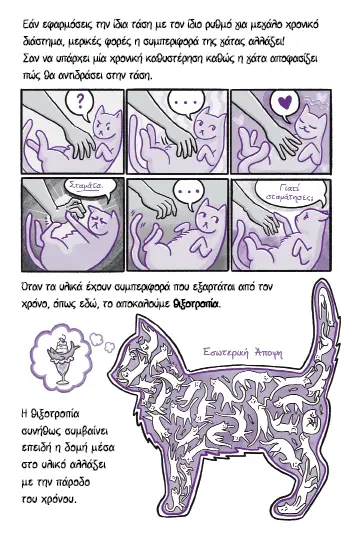 Εάν εφαρμόσεις την ίδια τάση με τον ίδιο ρυθμό για μεγάλο χρονικό
διάστημα, μερικές φορές η συμπεριφορά της γάτας αλλάξει!
Σαν να υπάρχει μία χρονική καθυστέρηση καθώς η γάτα αποφασίζει
πώς θα αντιδράσει στην τάση.
?
...
Σταμάτα.
...
Γιατί
σταμάτησες;
Όταν τα υλικά έχουν συμπεριφορά που εξαρτάται από τον
χρόνο, όπως εδώ, το αποκαλούμε θιξοτροπία.
Εσωτερική Άποψη
Η θιξοτροπία
συνήθως συμβαίνει
επειδή η δομή μέσα
στο υλικό αλλάξει
με την πάροδο
του χρόνου.